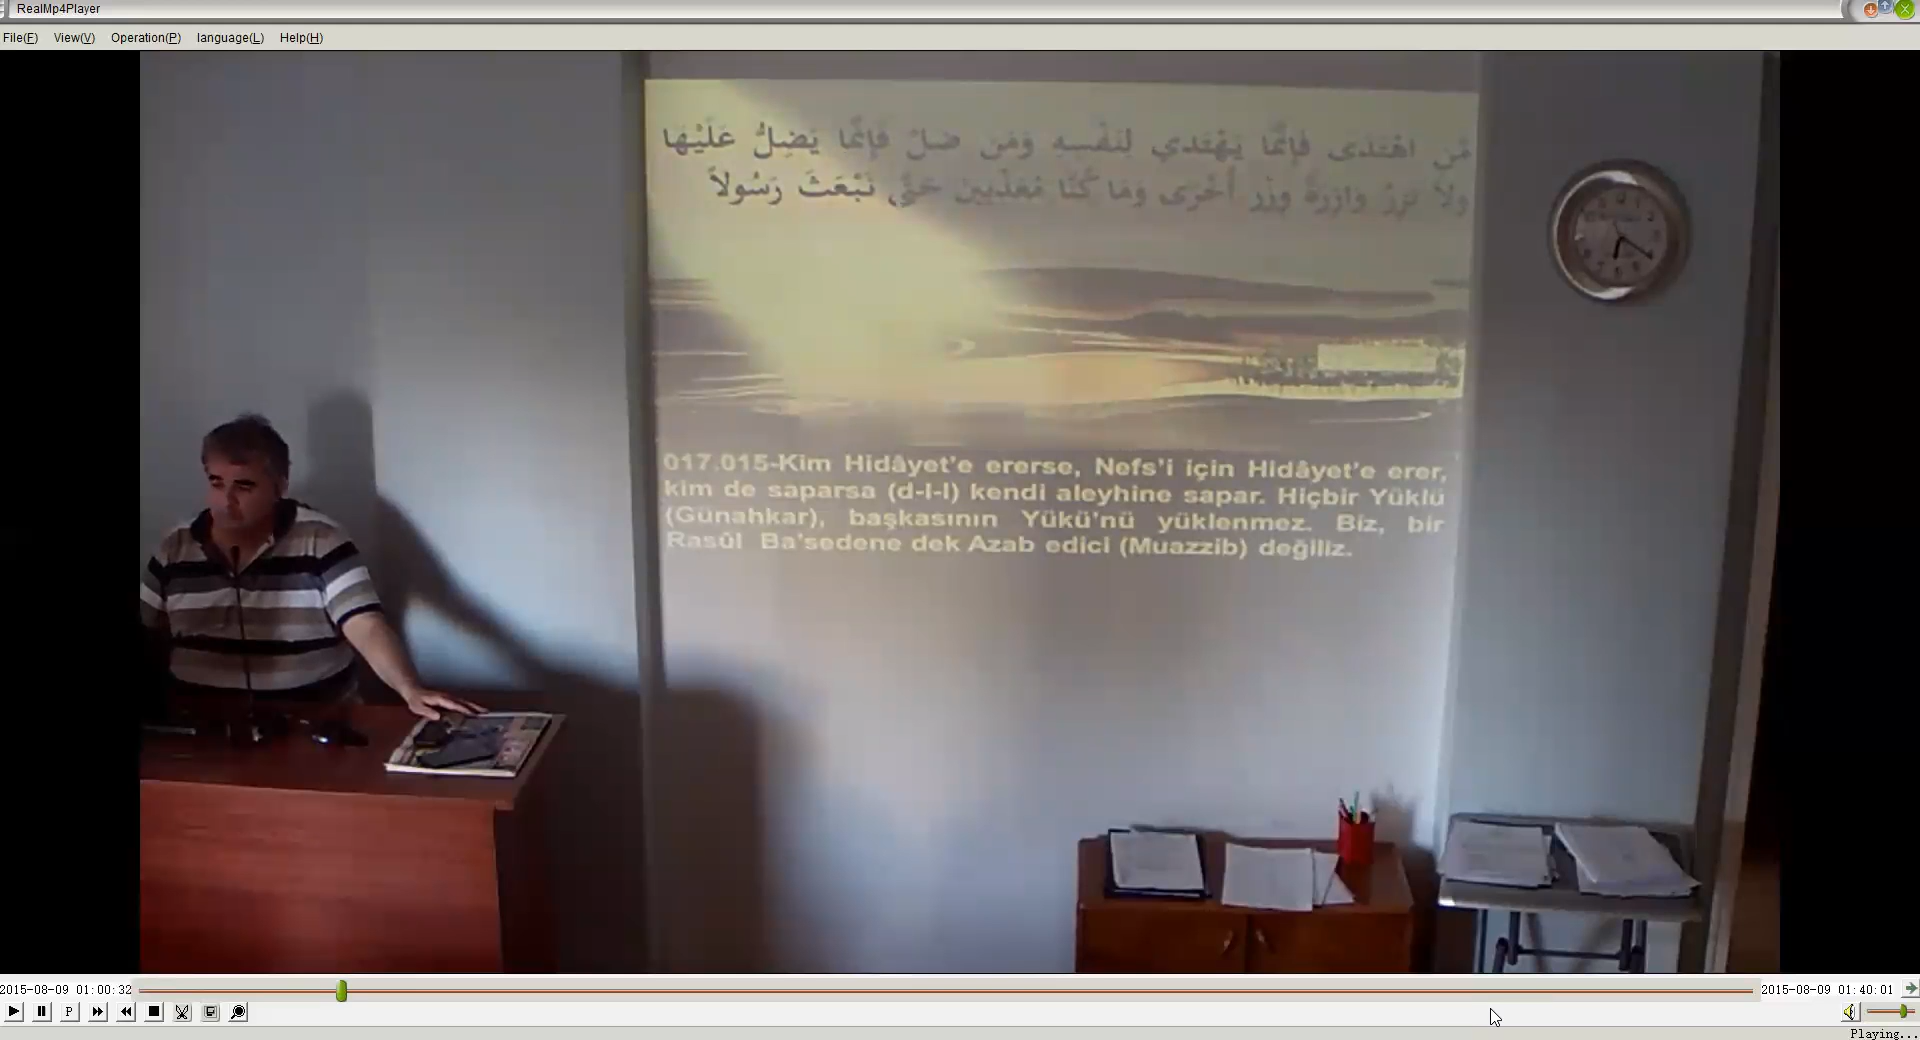 RealMp4Player
File(F) View(V) Operation(P) language(L) Help(H)
مَّنِ اهْتَدَى فَإِنَّمَا يَهْتَدي لِنَفْسِهِ وَمَن ضَلَّ فَإِنَّمَا يَضِلُّ عَلَيْهَا
وَلاَ تَزِرُ وَازِرَةٌ وِزْرَ أُخْرَى وَمَا كُنَّا مُعَذِّبِينَ حَتَّى نَبْعَثَ رَسُولاً
017.015-Kim Hidâyet'e ererse, Nefs'i için Hidâyet'e erer,
kim de saparsa (d-l-l) kendi aleyhine sapar. Hiçbir Yüklü
(Günahkar), başkasının Yükü'nü yüklenmez. Biz, bir
Rasûl Ba'sedene dek Azab edici (Muazzib) değiliz.
2015-08-09 01:00:32 2015-08-09 01:40:01
P
Playing...